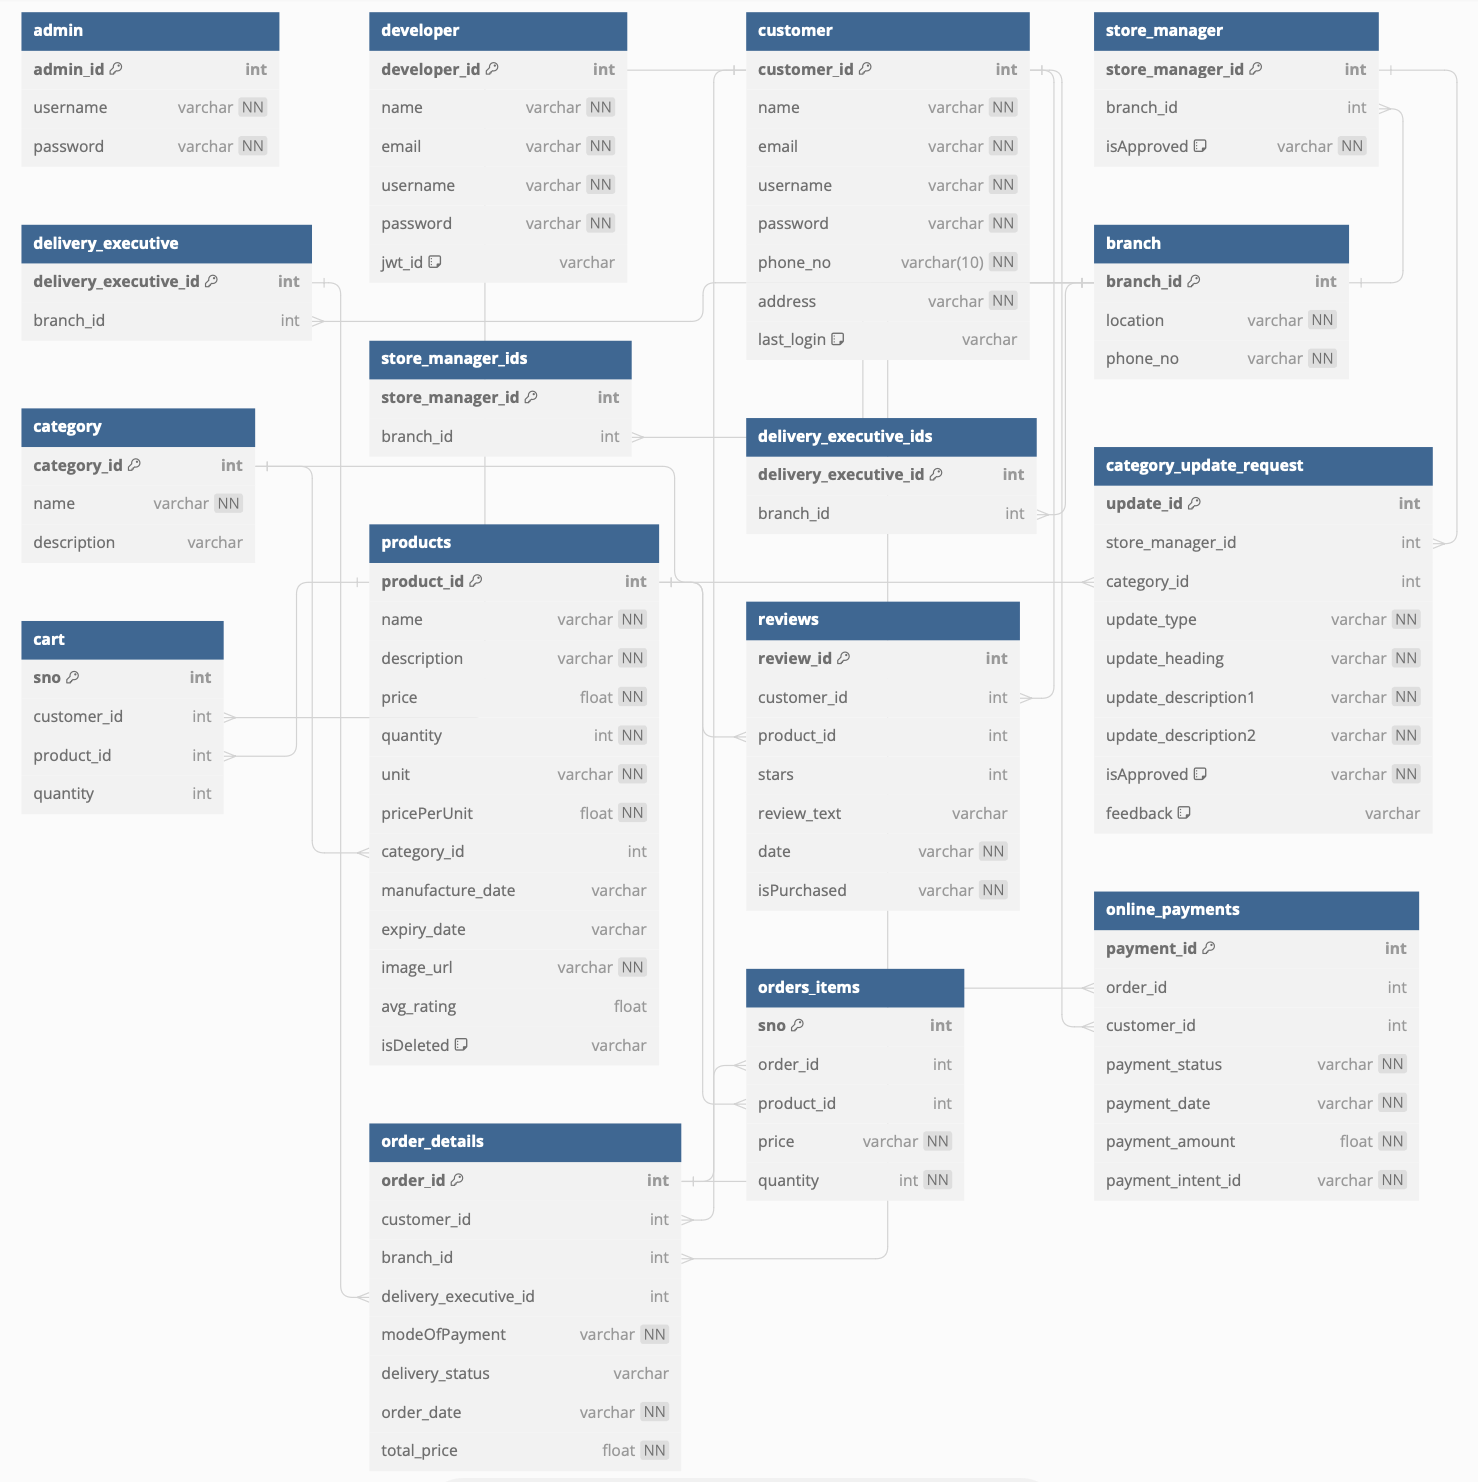 admin
admin_id int
username varchar NN
password varchar NN
developer
developer_id int
name varchar NN
email varchar NN
username varchar NN
password varchar NN
jwt_id varchar
customer
customer_id int
name varchar NN
email varchar NN
username varchar NN
password varchar NN
phone_no varchar(10) NN
address varchar NN
last_login varchar
store_manager
store_manager_id int
branch_id int
isApproved varchar NN
delivery_executive
delivery_executive_id int
branch_id int
branch
branch_id int
location varchar NN
phone_no varchar NN
store_manager_ids
store_manager_id int
branch_id int
category
category_id int
name varchar NN
description varchar
delivery_executive_ids
delivery_executive_id int
branch_id int
category_update_request
update_id int
store_manager_id int
category_id int
update_type varchar NN
update_heading varchar NN
update_description1 varchar NN
update_description2 varchar NN
isApproved varchar NN
feedback varchar
products
product_id int
name varchar NN
description varchar NN
price float NN
quantity int NN
unit varchar NN
pricePerUnit float NN
category_id int
manufacture_date varchar
expiry_date varchar
image_url varchar NN
avg_rating float
isDeleted varchar
cart
sno int
customer_id int
product_id int
quantity int
reviews
review_id int
customer_id int
product_id int
stars int
review_text varchar
date varchar NN
isPurchased varchar NN
online_payments
payment_id int
order_id int
customer_id int
payment_status varchar NN
payment_date varchar NN
payment_amount float NN
payment_intent_id varchar NN
orders_items
sno int
order_id int
product_id int
price varchar NN
quantity int NN
order_details
order_id int
customer_id int
branch_id int
delivery_executive_id int
modeOfPayment varchar NN
delivery_status varchar
order_date varchar NN
total_price float NN